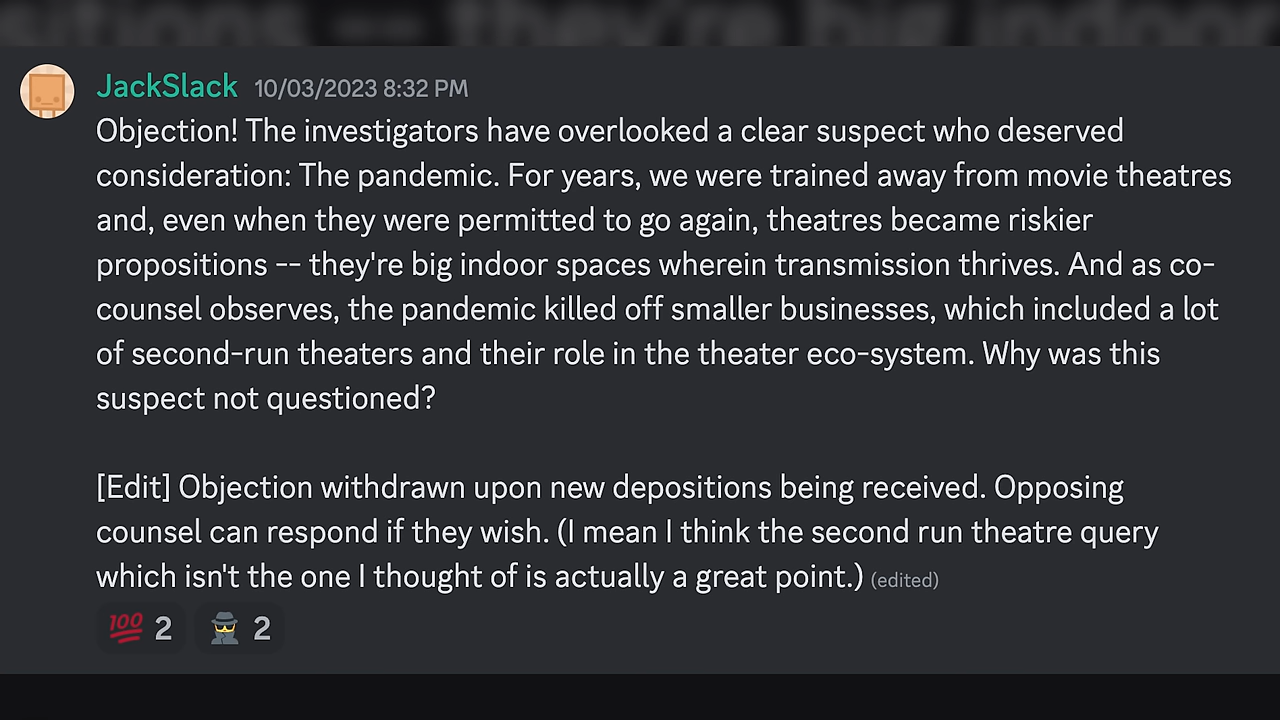 sitions -- they're big indoor
JackSlack 10/03/2023 8:32 PM
Objection! The investigators have overlooked a clear suspect who deserved
consideration: The pandemic. For years, we were trained away from movie theatres
and, even when they were permitted to go again, theatres became riskier
propositions -- they're big indoor spaces wherein transmission thrives. And as co-
counsel observes, the pandemic killed off smaller businesses, which included a lot
of second-run theaters and their role in the theater eco-system. Why was this
suspect not questioned?
[Edit] Objection withdrawn upon new depositions being received. Opposing
counsel can respond if they wish. (I mean I think the second run theatre query
which isn't the one I thought of is actually a great point.) (edited)
100 2 2